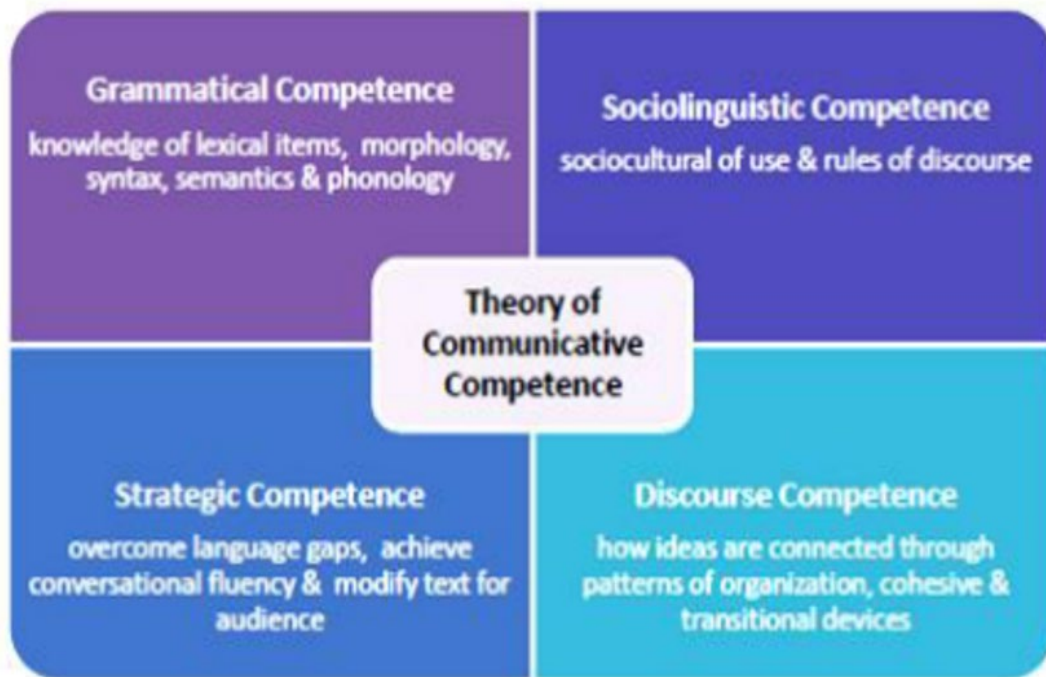 Grammatical Competence
knowledge of lexical items, morphology,
syntax, semantics & phonology
Sociolinguistic Competence
sociocultural of use & rules of discourse
Theory of
Communicative
Competence
Strategic Competence
overcome language gaps, achieve
conversational fluency & modify text for
audience
Discourse Competence
how ideas are connected through
patterns of organization, cohesive &
transitional devices